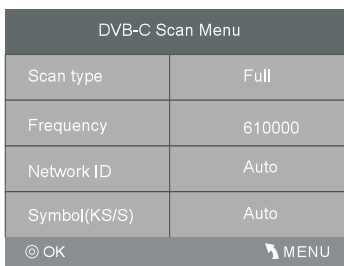 DVB-C Scan Menu
Scan type Full
Frequency 610000
Network ID Auto
Symbol(KS/S) Auto
OK MENU